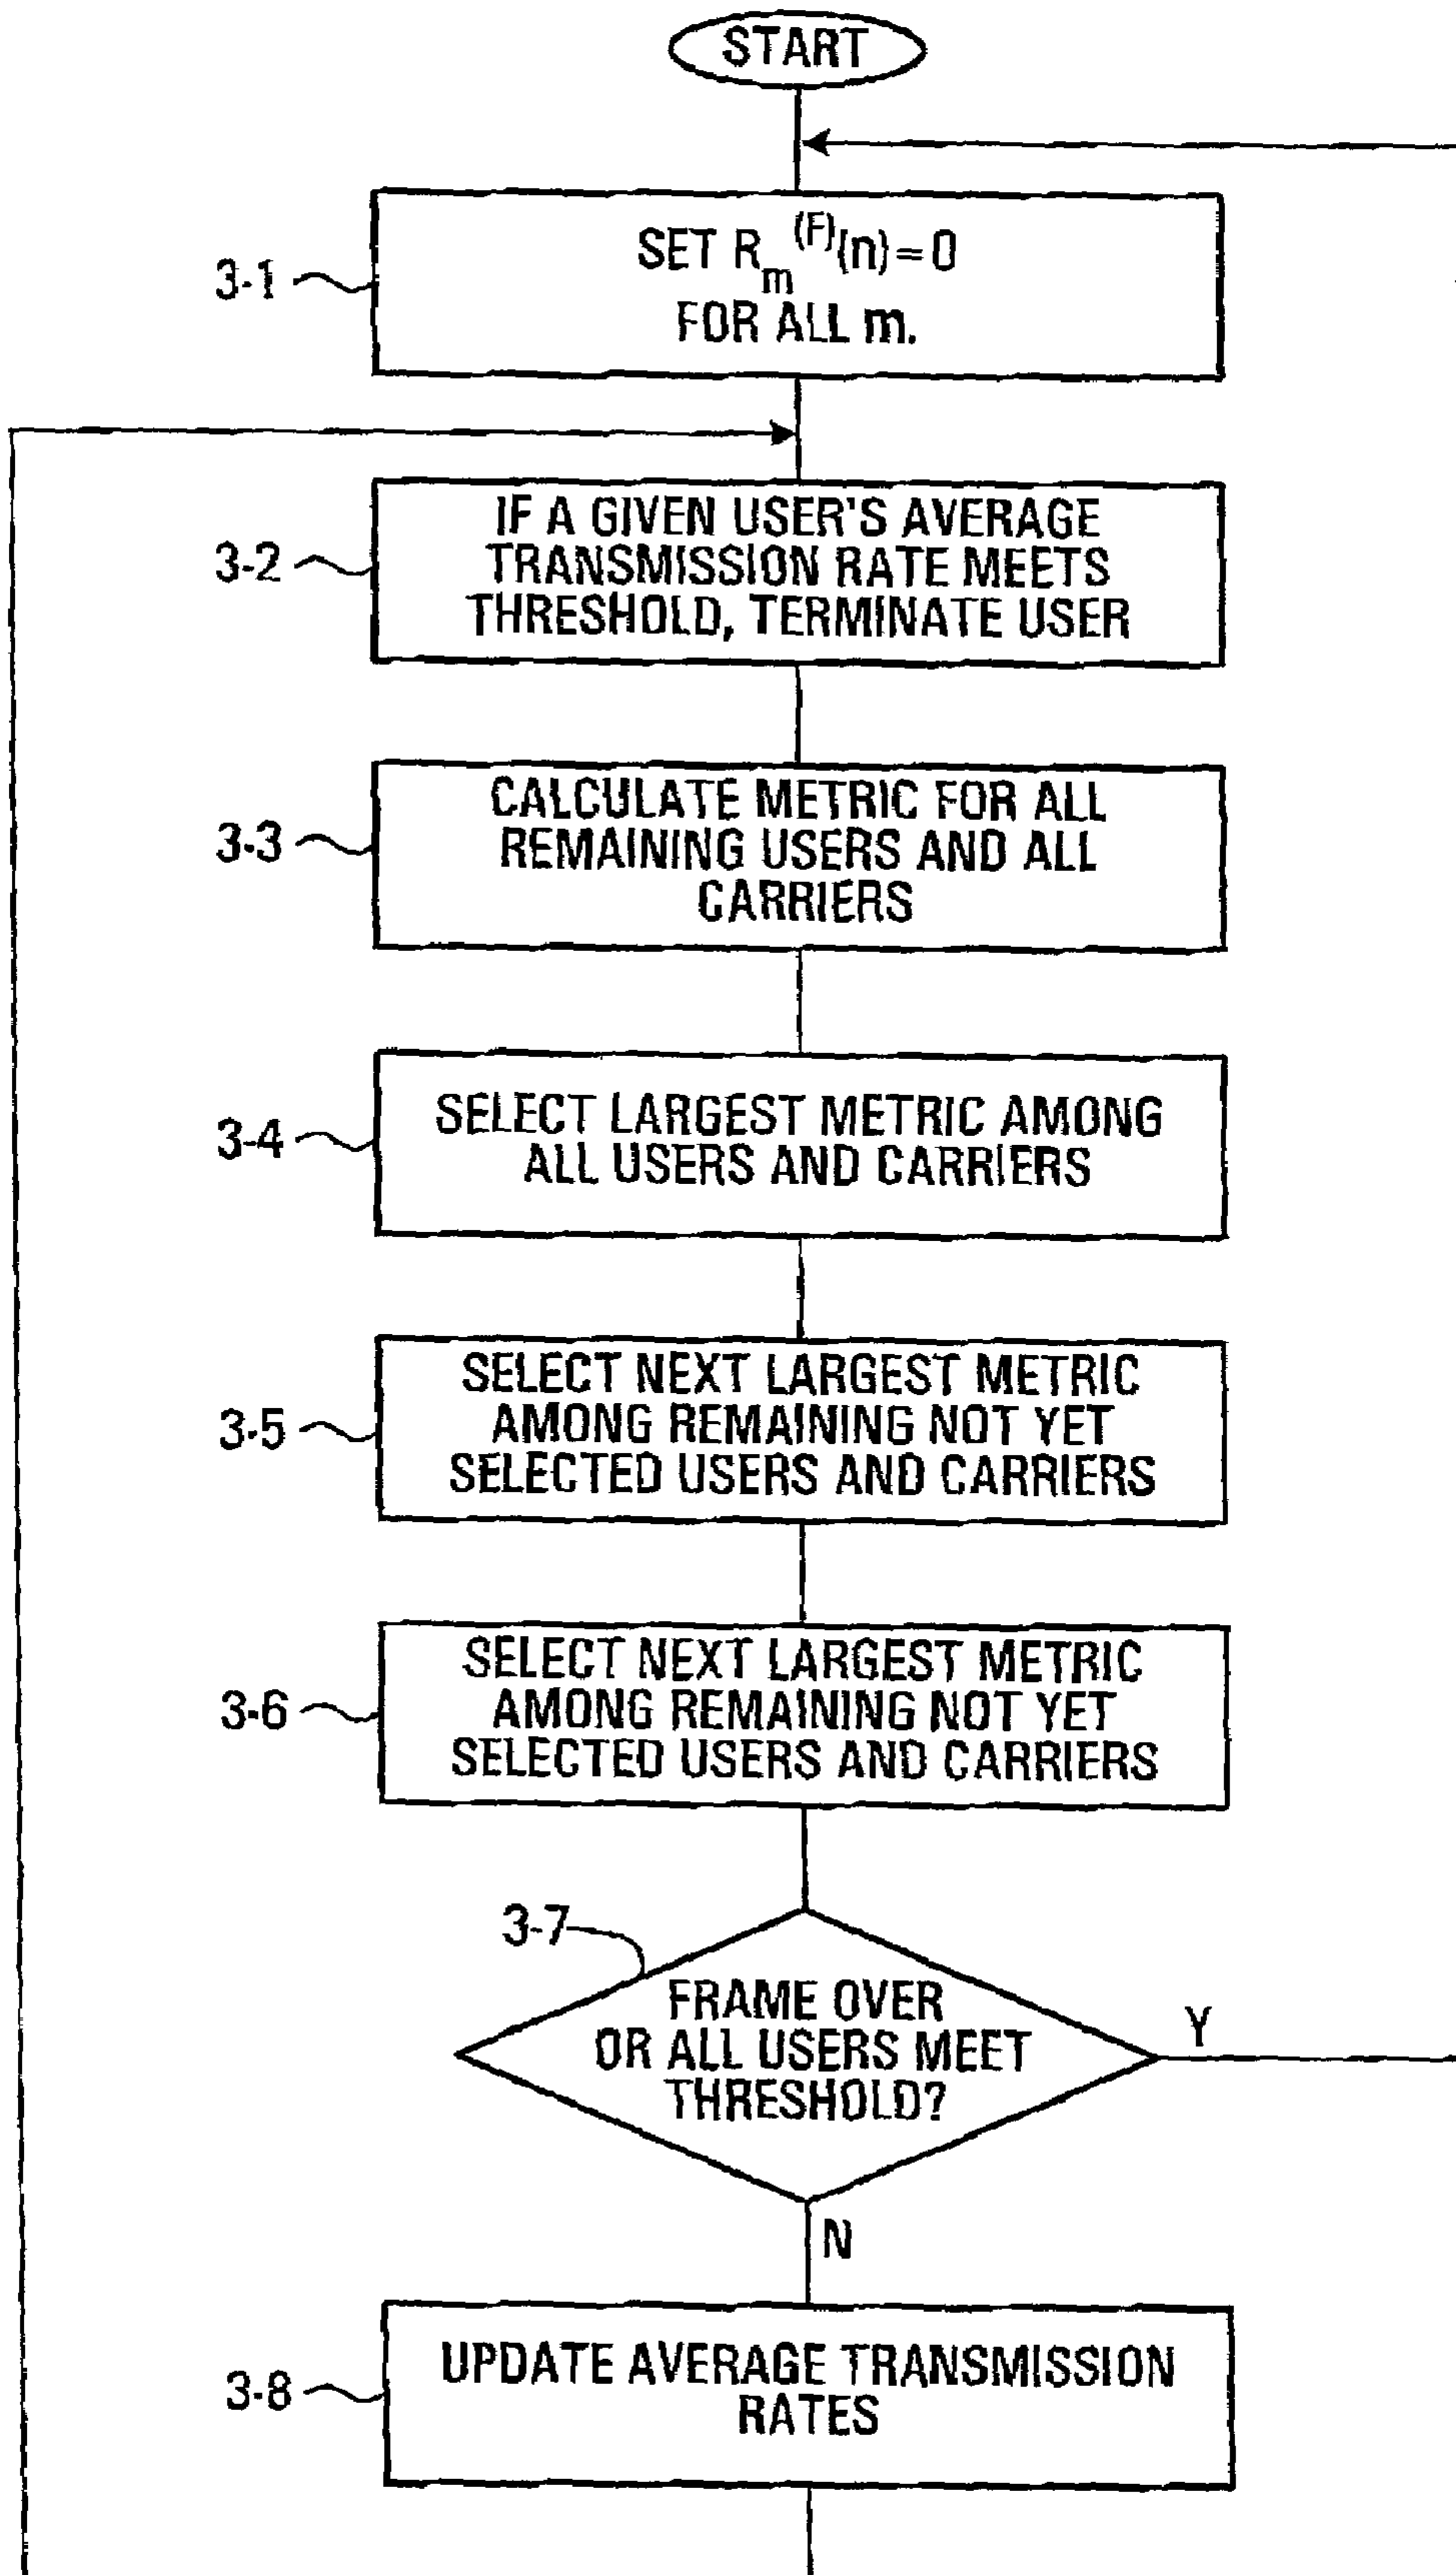 START
3-1
SET Rm(F)(n)=0
FOR ALL m.
3-2
IF A GIVEN USER'S AVERAGE
TRANSMISSION RATE MEETS
THRESHOLD, TERMINATE USER
3-3
CALCULATE METRIC FOR ALL
REMAINING USERS AND ALL
CARRIERS
3-4
SELECT LARGEST METRIC AMONG
ALL USERS AND CARRIERS
3-5
SELECT NEXT LARGEST METRIC
AMONG REMAINING NOT YET
SELECTED USERS AND CARRIERS
3-6
SELECT NEXT LARGEST METRIC
AMONG REMAINING NOT YET
SELECTED USERS AND CARRIERS
3-7
FRAME OVER
OR ALL USERS MEET
THRESHOLD?
Y
N
3-8
UPDATE AVERAGE TRANSMISSION
RATES